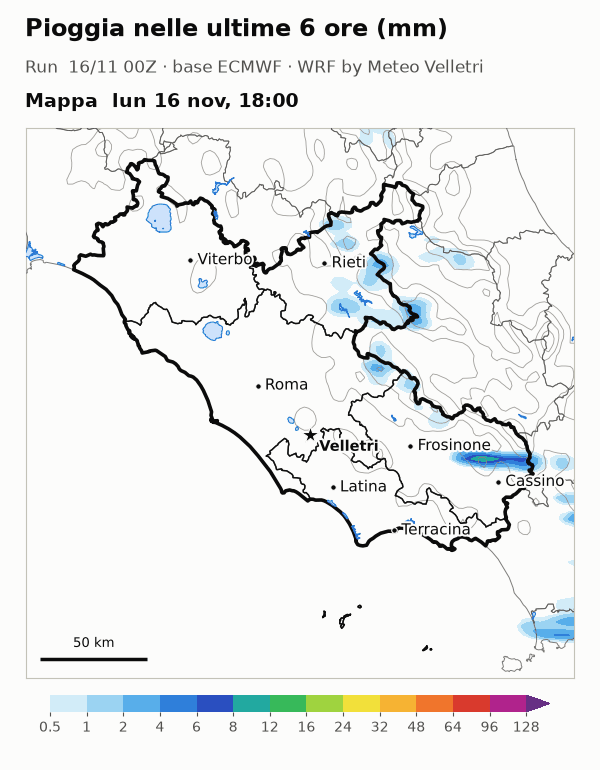 Pioggia nelle ultime 6 ore (mm)
Run  16/11 00Z · base ECMWF · WRF by Meteo Velletri
Mappa  lun 16 nov, 18:00
Viterbo
Rieti
Roma
Velletri
Frosinone
Cassino
Latina
Terracina
50 km
0.5 1 2 4 6 8 12 16 24 32 48 64 96 128